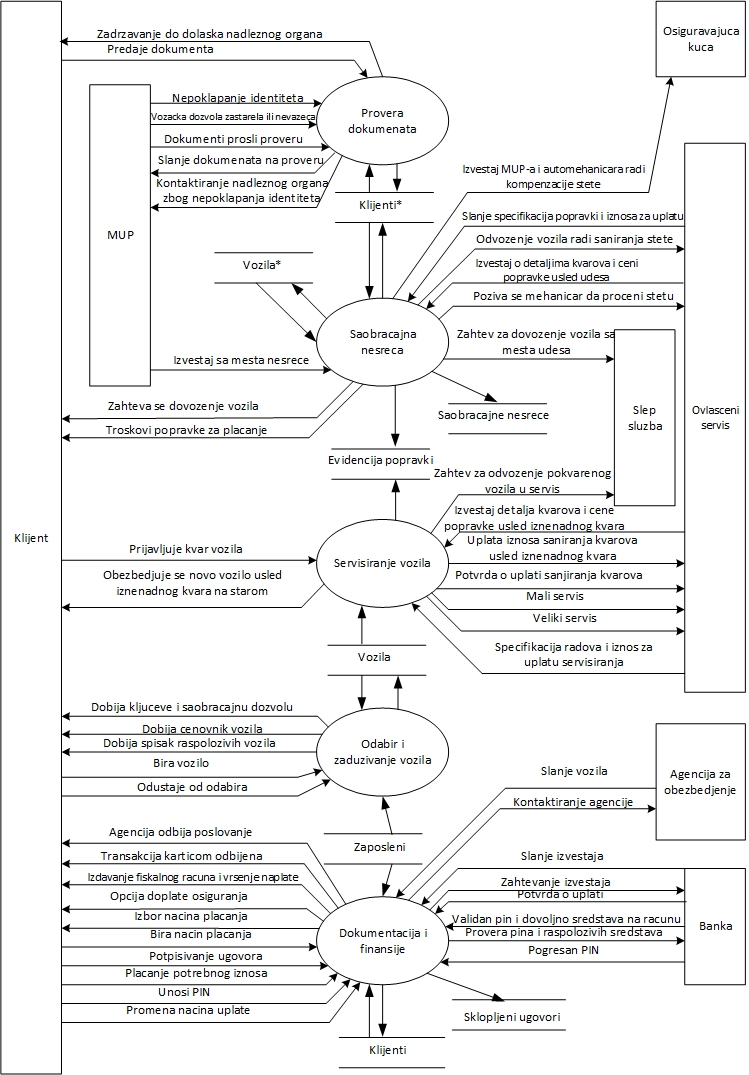 Zadrzavanje do dolaska nadleznog organa
Predaje dokumenta
Osiguravajuca
kuca
Nepoklapanje identiteta
Vozacka dozvola zastarela ili nevazeca
Dokumenti prosli proveru
Slanje dokumenata na proveru
Kontaktiranje nadleznog organa
zbog nepoklapanja identiteta
Provera
dokumenata
MUP
Klijenti*
Izvestaj MUP-a i automehanicara radi
kompenzacije stete
Slanje specifikacija popravki i iznosa za uplatu
Odvozenje vozila radi saniranja stete
Izvestaj o detaljima kvarova i ceni
popravke usled udesa
Poziva se mehanicar da proceni stetu
Vozila*
Saobracajna
nesreca
Zahtev za dovozenje vozila sa
mesta udesa
Izvestaj sa mesta nesrece
Zahteva se dovozenje vozila
Troskovi popravke za placanje
Saobracajne nesrece
Slep
sluzba
Ovlasceni
servis
Evidencija popravki
Zahtev za odvozenje pokvarenog
vozila u servis
Izvestaj detalja kvarova i cene
popravke usled iznenadnog kvara
Uplata iznosa saniranja kvarova
usled iznenadnog kvara
Potvrda o uplati sanjiranja kvarova
Mali servis
Veliki servis
Specifikacija radova i iznos za
uplatu servisiranja
Klijent
Prijavljuje kvar vozila
Obezbedjuje se novo vozilo usled
iznenadnog kvara na starom
Servisiranje vozila
Vozila
Dobija kljuceve i saobracajnu dozvolu
Dobija cenovnik vozila
Dobija spisak raspolozivih vozila
Bira vozilo
Odustaje od odabira
Odabir i
zaduzivanje vozila
Slanje vozila
Kontaktiranje agencije
Agencija za
obezbedjenje
Zaposleni
Agencija odbija poslovanje
Transakcija karticom odbijena
Izdavanje fiskalnog racuna i vrsenje naplate
Opcija doplate osiguranja
Izbor nacina placanja
Bira nacin placanja
Potpisivanje ugovora
Placanje potrebnog iznosa
Unosi PIN
Promena nacina uplate
Dokumentacija i
finansije
Slanje izvestaja
Zahtevanje izvestaja
Potvrda o uplati
Validan pin i dovoljno sredstava na racunu
Provera pina i raspolozivih sredstava
Pogresan PIN
Banka
Sklopljeni ugovori
Klijenti